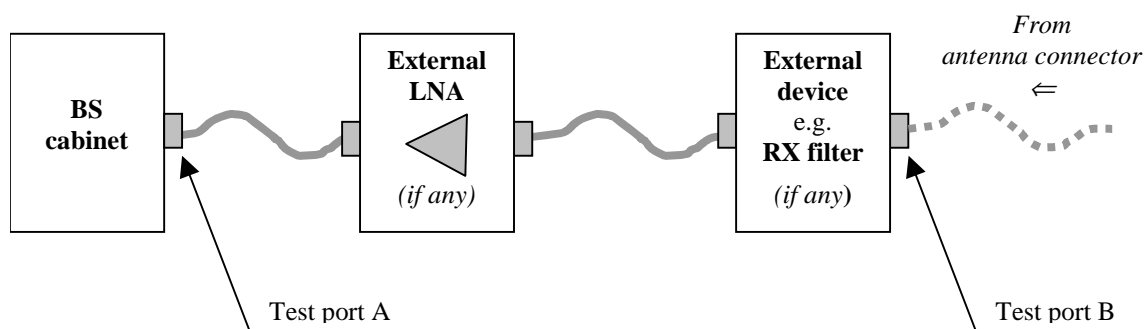 BS
cabinet
External
LNA
(if any)
External
device
e.g.
RX filter
(if any)
From
antenna connector
⇐
Test port A
Test port B